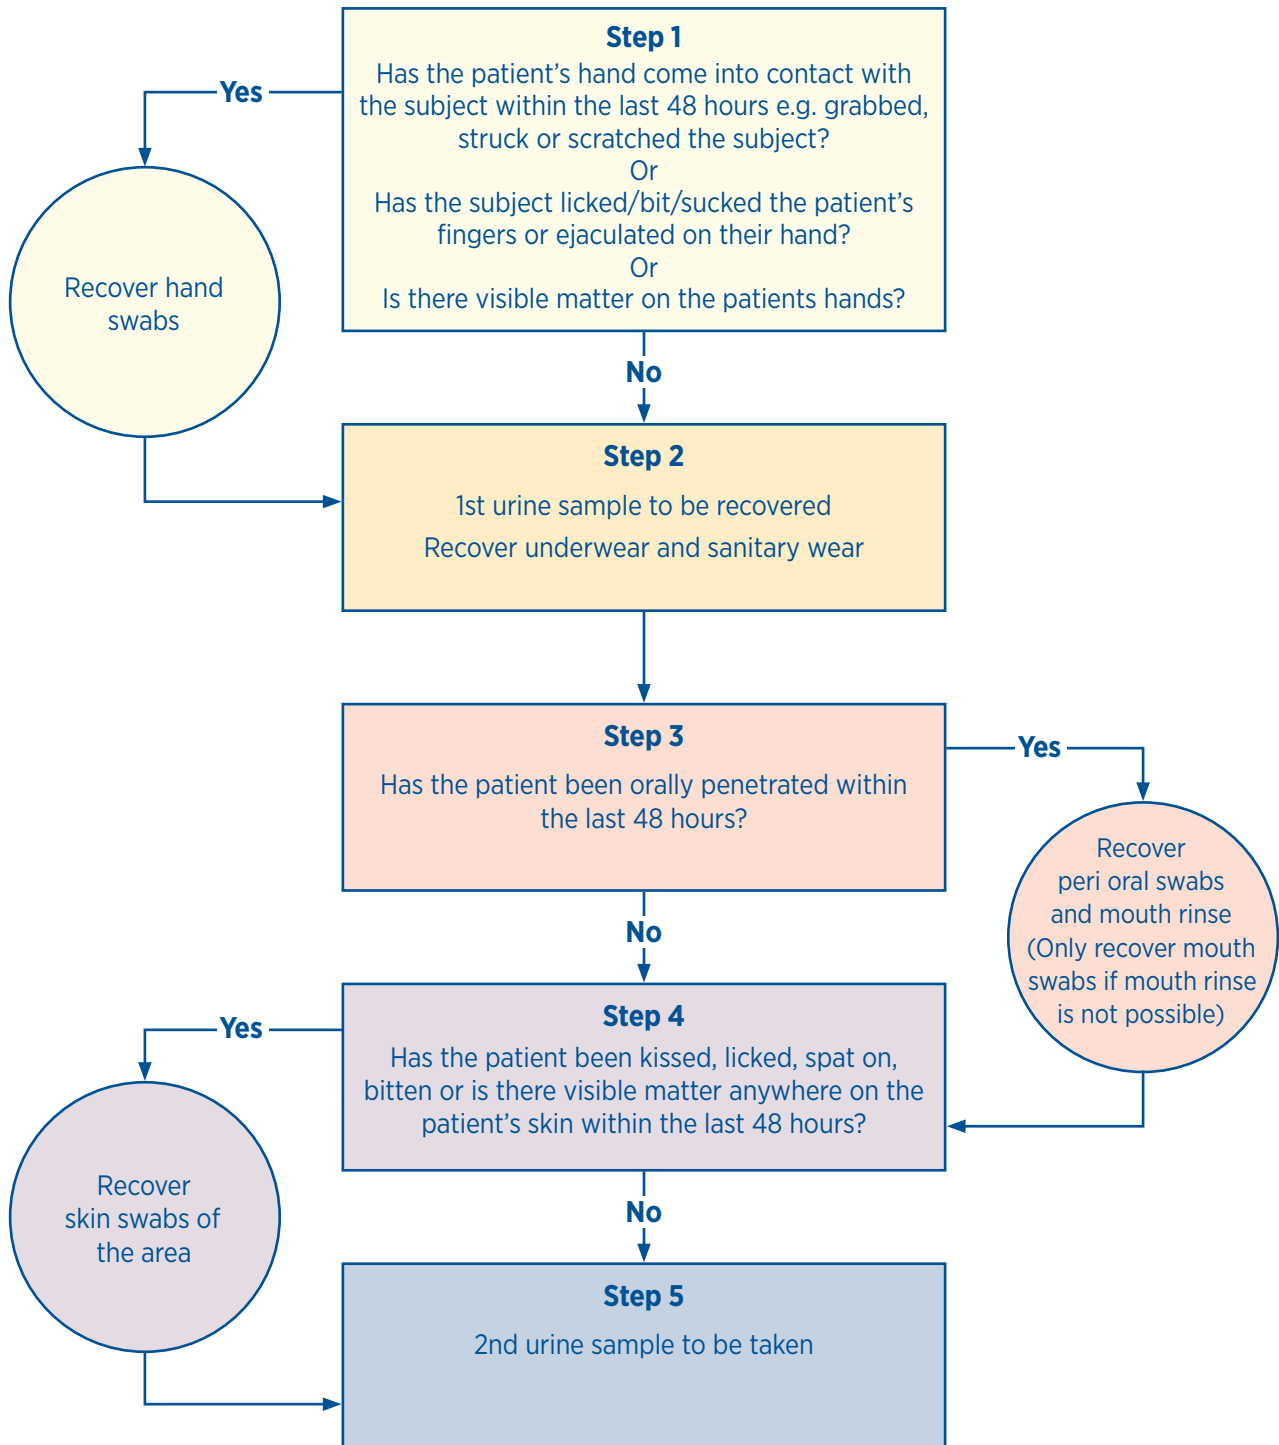 Step 1
Has the patient's hand come into contact with
the subject within the last 48 hours e.g. grabbed,
struck or scratched the subject?
Or
Has the subject licked/bit/sucked the patient's
fingers or ejaculated on their hand?
Or
Is there visible matter on the patients hands?
Yes
Recover hand
swabs
No
Step 2
1st urine sample to be recovered
Recover underwear and sanitary wear
Step 3
Has the patient been orally penetrated within
the last 48 hours?
Yes
Recover
peri oral swabs
and mouth rinse
(Only recover mouth
swabs if mouth rinse
is not possible)
No
Step 4
Has the patient been kissed, licked, spat on,
bitten or is there visible matter anywhere on the
patient's skin within the last 48 hours?
Yes
Recover
skin swabs of
the area
No
Step 5
2nd urine sample to be taken